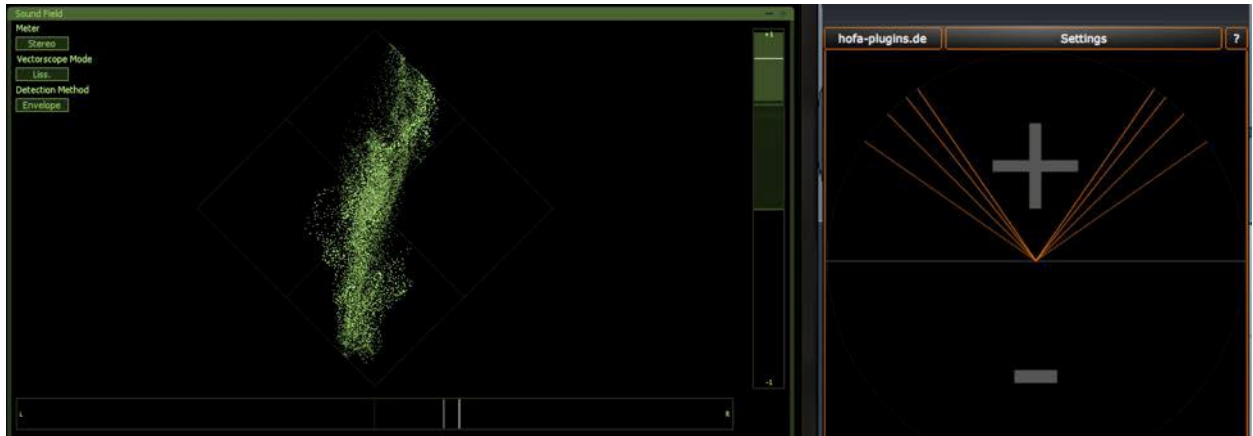 Sound Field
Meter
Stereo
Vectorscope Mode
Liss.
Detection Method
Envelope
+1
-1
L
R
hofa-plugins.de
Settings
?